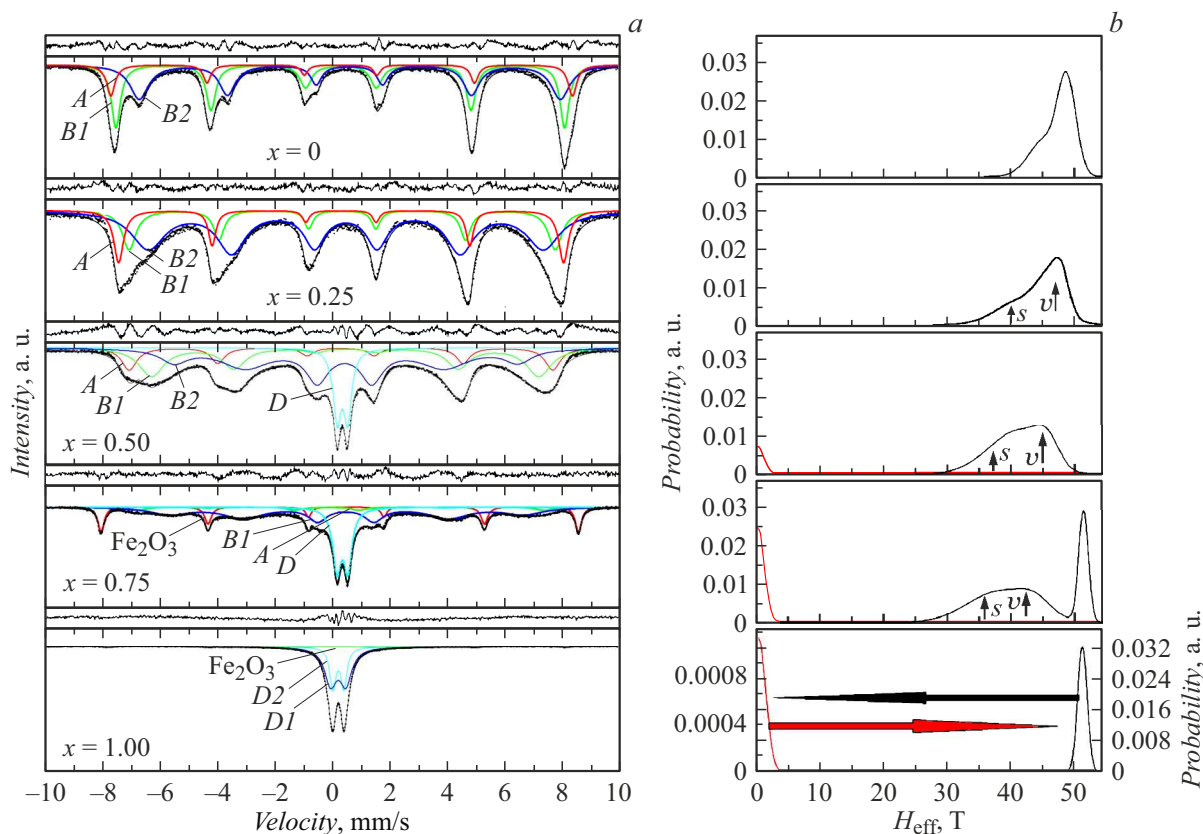 a
b
A
B1
B2
x = 0
A
B2
B1
x = 0.25
A
B1
B2
D
x = 0.50
Fe2O3
B1
A
D
x = 0.75
Fe2O3
D2
D1
x = 1.00
Intensity, a. u.
–10 –8 –6 –4 –2 0 2 4 6 8 10
Velocity, mm/s
0.03
0.02
0.01
0
0.03
0.02
0.01
0
s
v
0.03
0.02
0.01
0
s
v
0.03
0.02
0.01
0
s
v
0.0008
0.0004
0
0.032
0.024
0.016
0.008
0
Probability, a. u.
Probability, a. u.
0 10 20 30 40 50
Heff, T